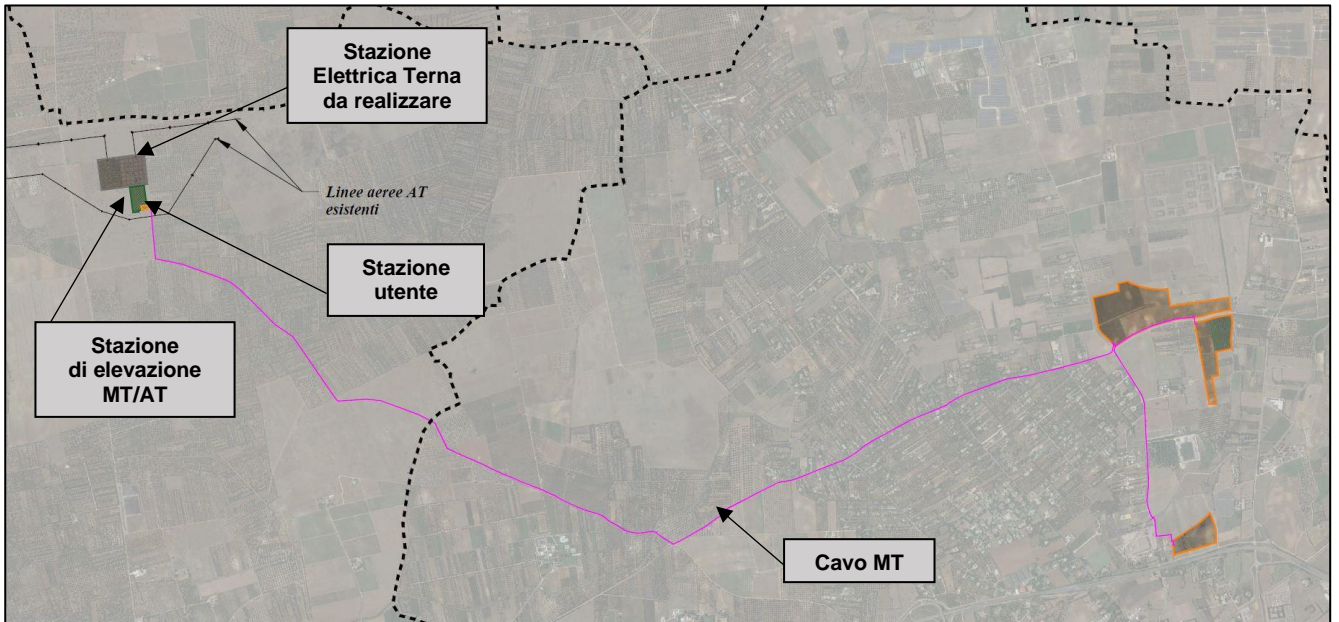 Stazione
Elettrica Terna
da realizzare
Linee aeree AT
esistenti
Stazione
utente
Stazione
di elevazione
MT/AT
Cavo MT